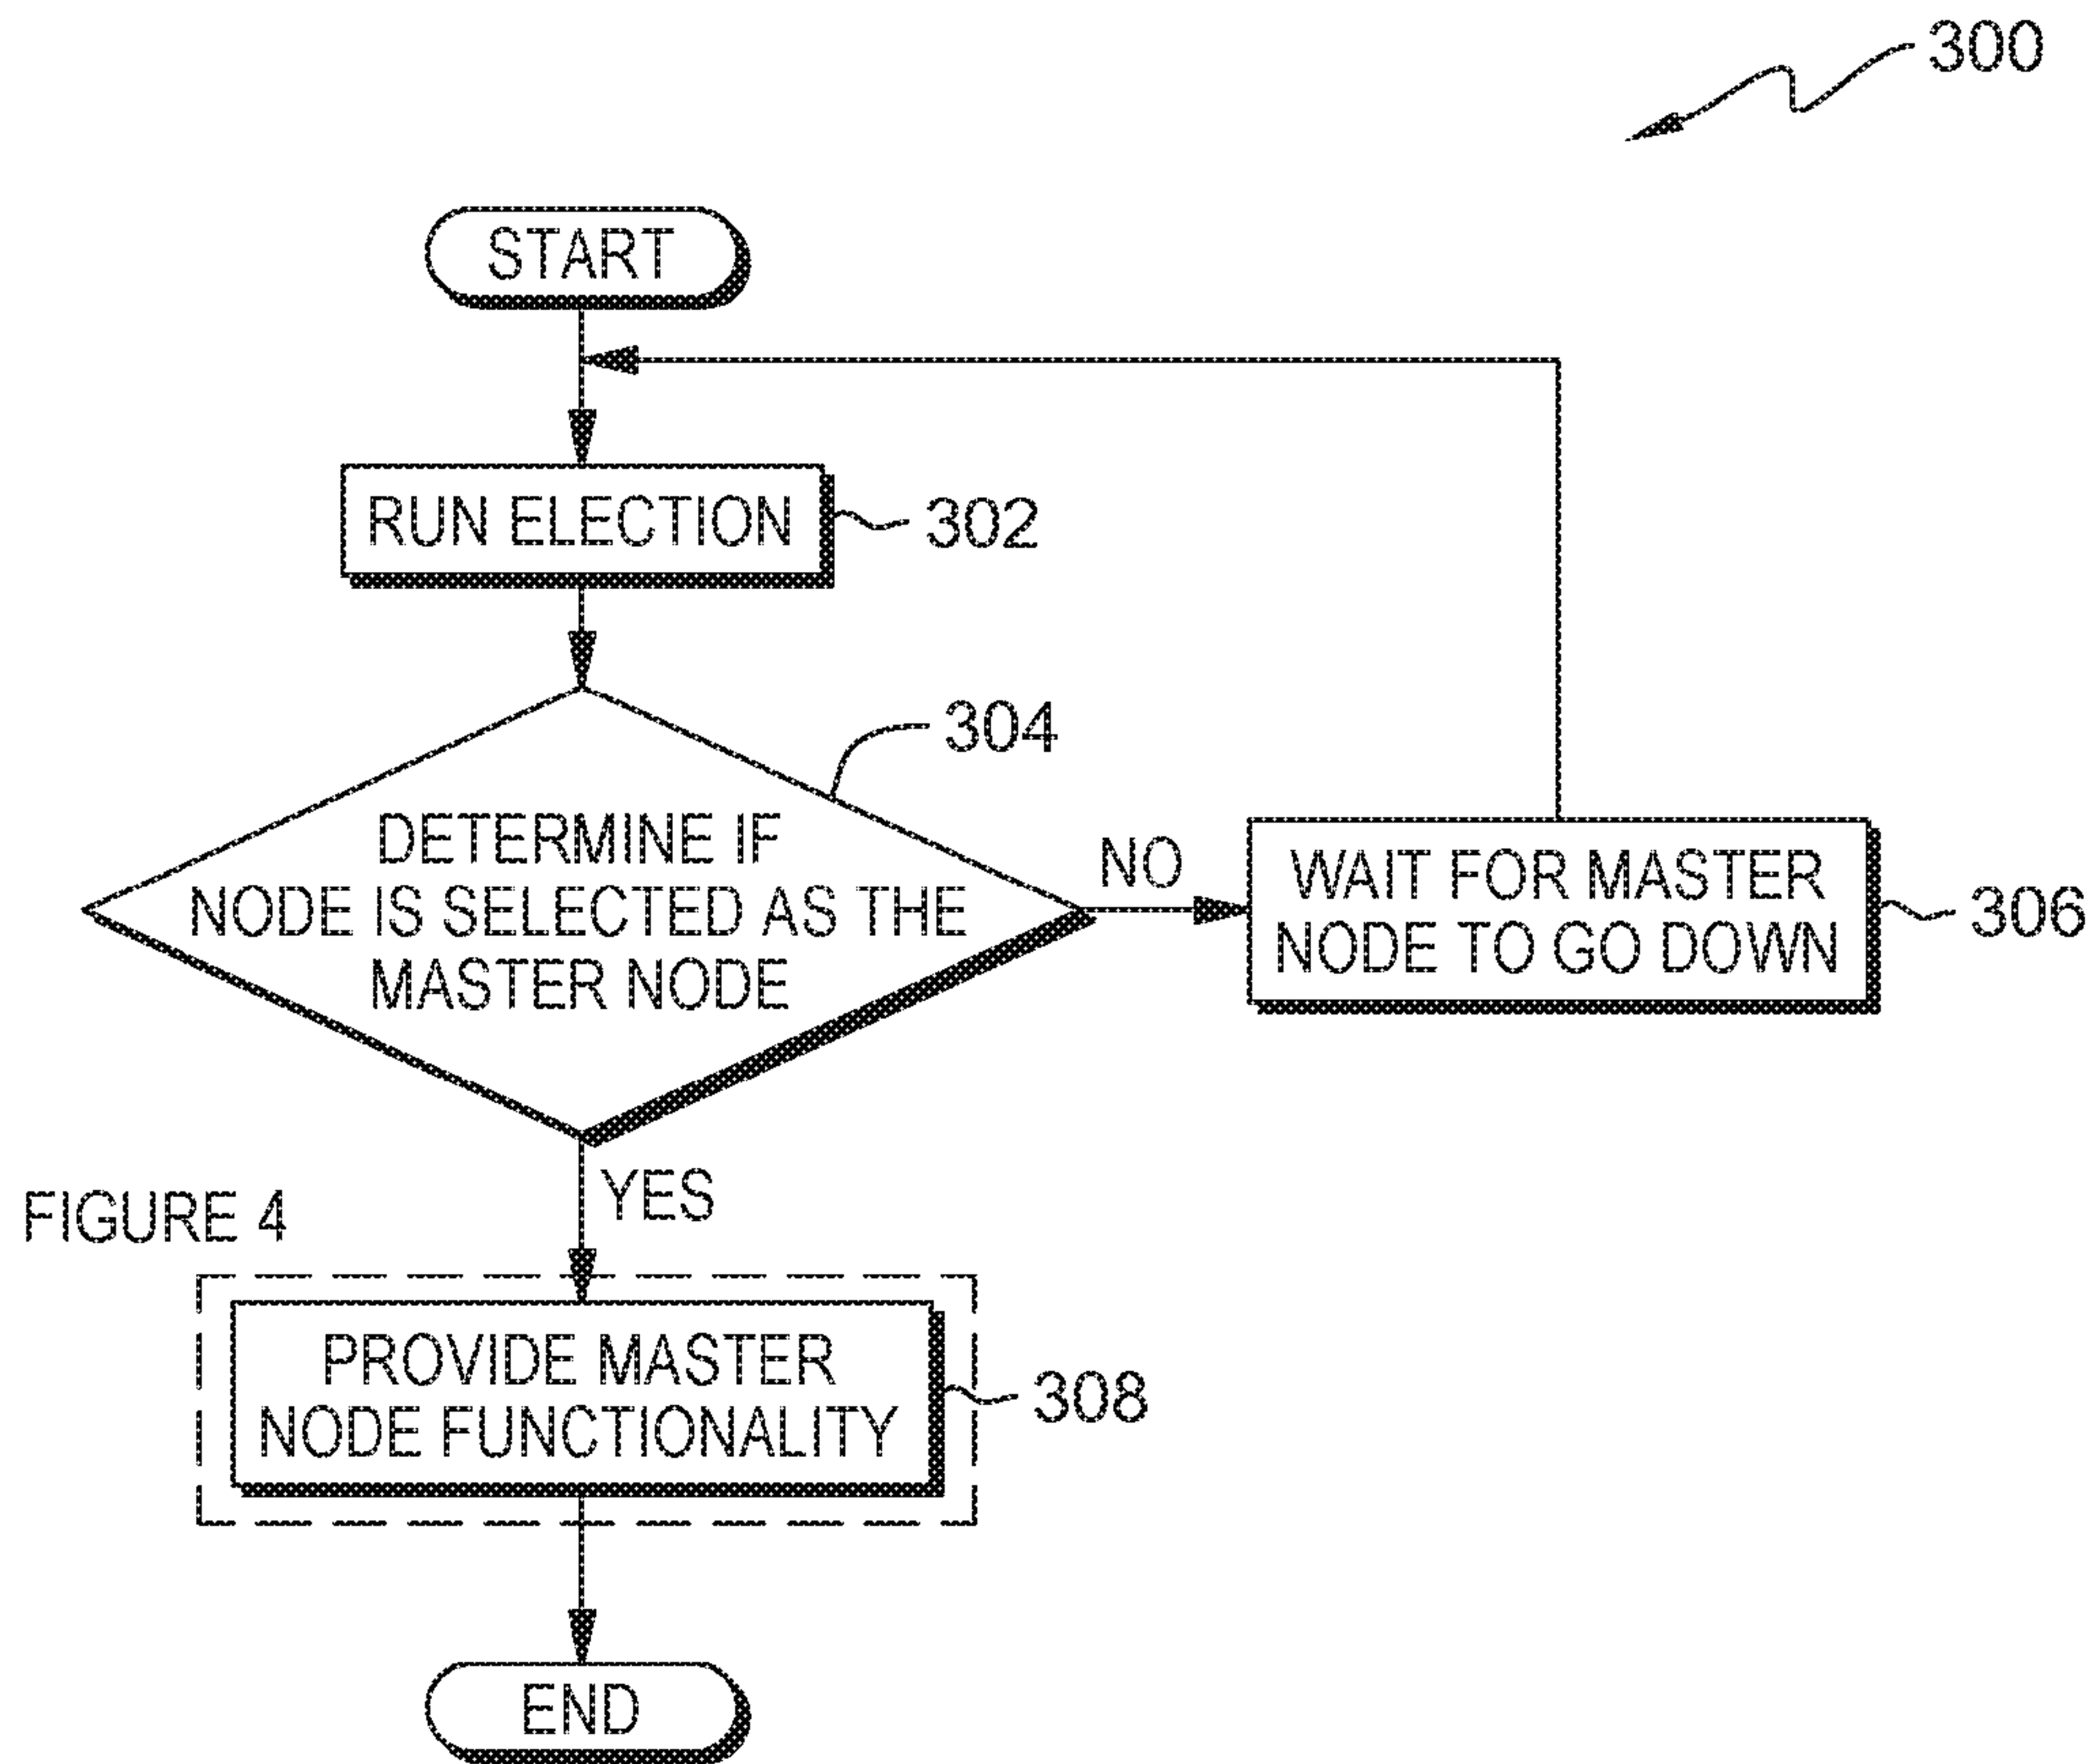 300
START
RUN ELECTION
302
304
DETERMINE IF
NODE IS SELECTED AS THE
MASTER NODE
NO
WAIT FOR MASTER
NODE TO GO DOWN
306
YES
FIGURE 4
PROVIDE MASTER
NODE FUNCTIONALITY
308
END